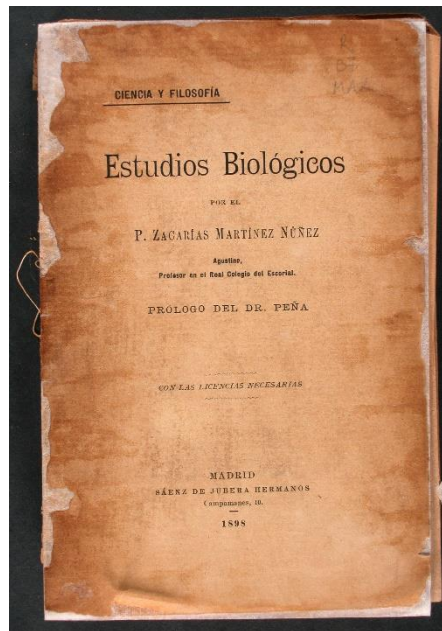 CIENCIA Y FILOSOFÍA
Estudios Biológicos
POR EL
P. ZACARÍAS MARTÍNEZ NÚÑEZ
Agustino,
Profesor en el Real Colegio del Escorial.
PRÓLOGO DEL DR. PEÑA
CON LAS LICENCIAS NECESARIAS
MADRID
SÁENZ DE JUBERA HERMANOS
Campomanes, 10.
1898